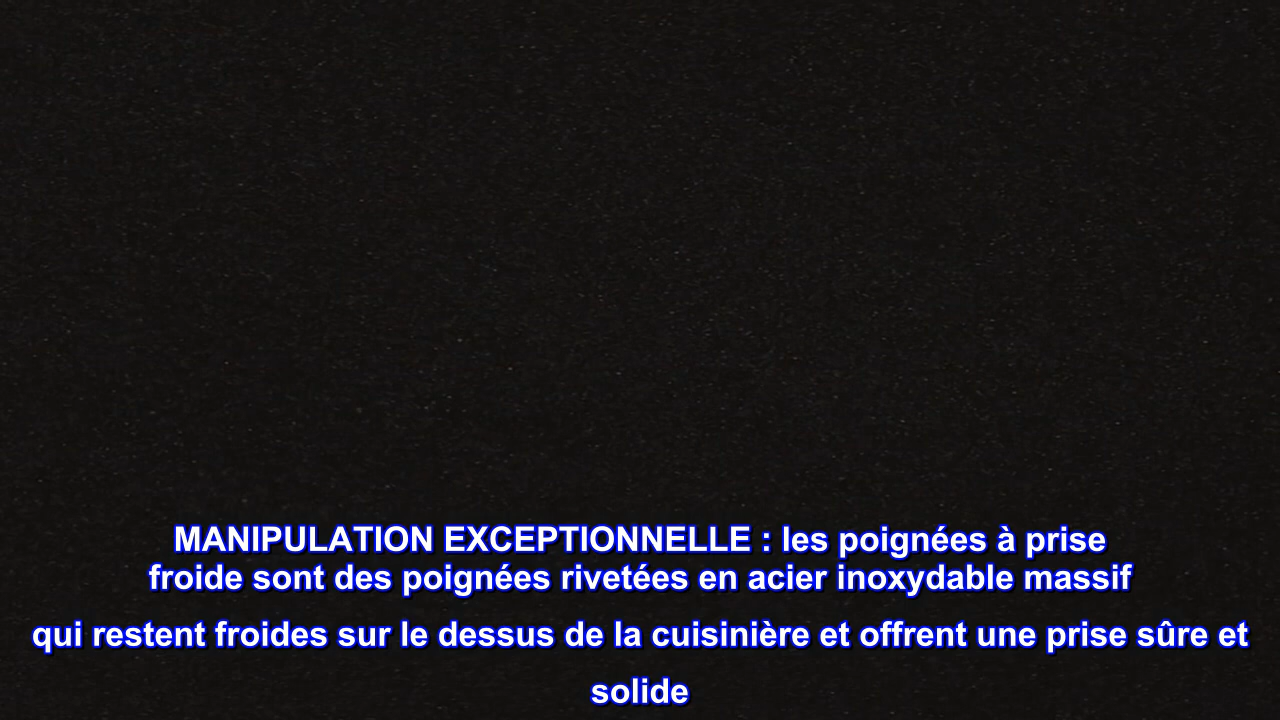 MANIPULATION EXCEPTIONNELLE : les poignées à prise
froide sont des poignées rivetées en acier inoxydable massif
qui restent froides sur le dessus de la cuisinière et offrent une prise sûre et
solide